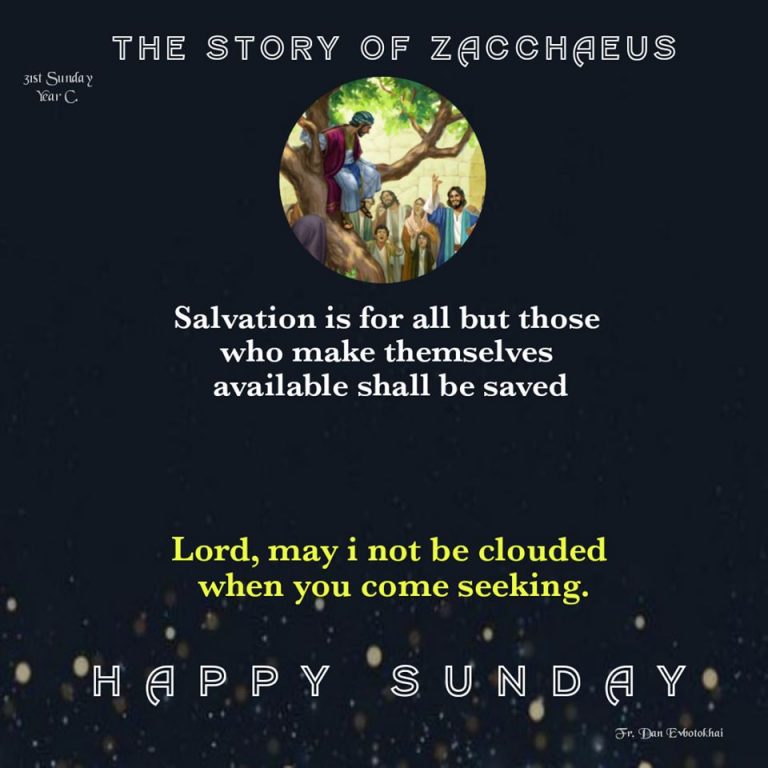 THE STORY OF ZACCHAEUS
31st Sunday
Year C.
Salvation is for all but those
who make themselves
available shall be saved
Lord, may i not be clouded
when you come seeking.
HAPPY SUNDAY
Fr. Dan Evbotokhai